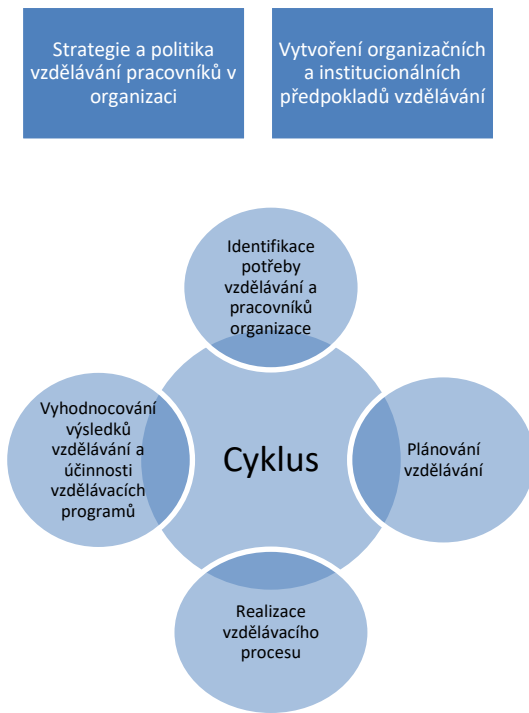 Strategie a politika
vzdělávání pracovníků v
organizaci
Vytvoření organizačních
a institucionálních
předpokladů vzdělávání
Identifikace
potřeby
vzdělávání a
pracovníků
organizace
Vyhodnocování
výsledků
vzdělávání a
účinnosti
vzdělávacích
programů
Cyklus
Plánování
vzdělávání
Realizace
vzdělávacího
procesu